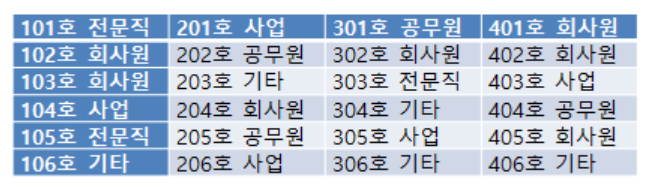 101호 전문직 201호 사업 301호 공무원 401호 회사원
102호 회사원 202호 공무원 302호 회사원 402호 회사원
103호 회사원 203호 기타 303호 전문직 403호 사업
104호 사업 204호 회사원 304호 기타 404호 공무원
105호 전문직 205호 공무원 305호 사업 405호 회사원
106호 기타 206호 사업 306호 기타 406호 기타